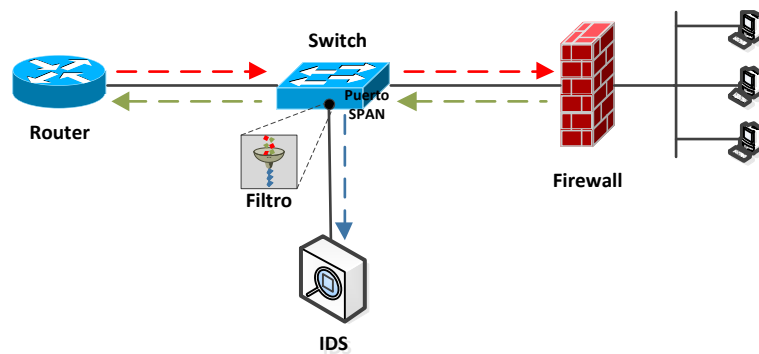 Switch
Puerto
SPAN
Router
Filtro
Firewall
IDS